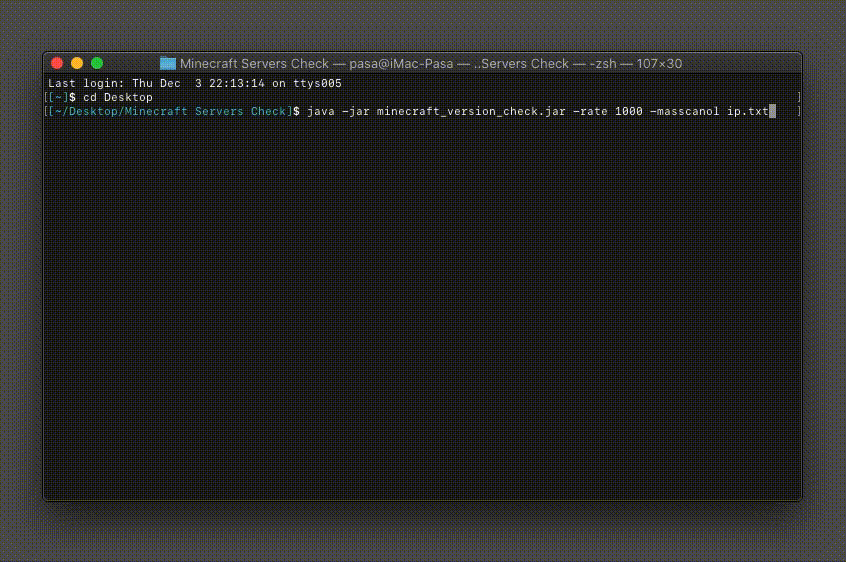 Minecraft Servers Check — pasa@iMac-Pasa — ..Servers Check — -zsh — 107×30
Last login: Thu Dec  3 22:13:14 on ttys005
[[~]$ cd Desktop ]
[[~/Desktop/Minecraft Servers Check]$ java -jar minecraft_version_check.jar -rate 1000 -masscanol ip.txt ]